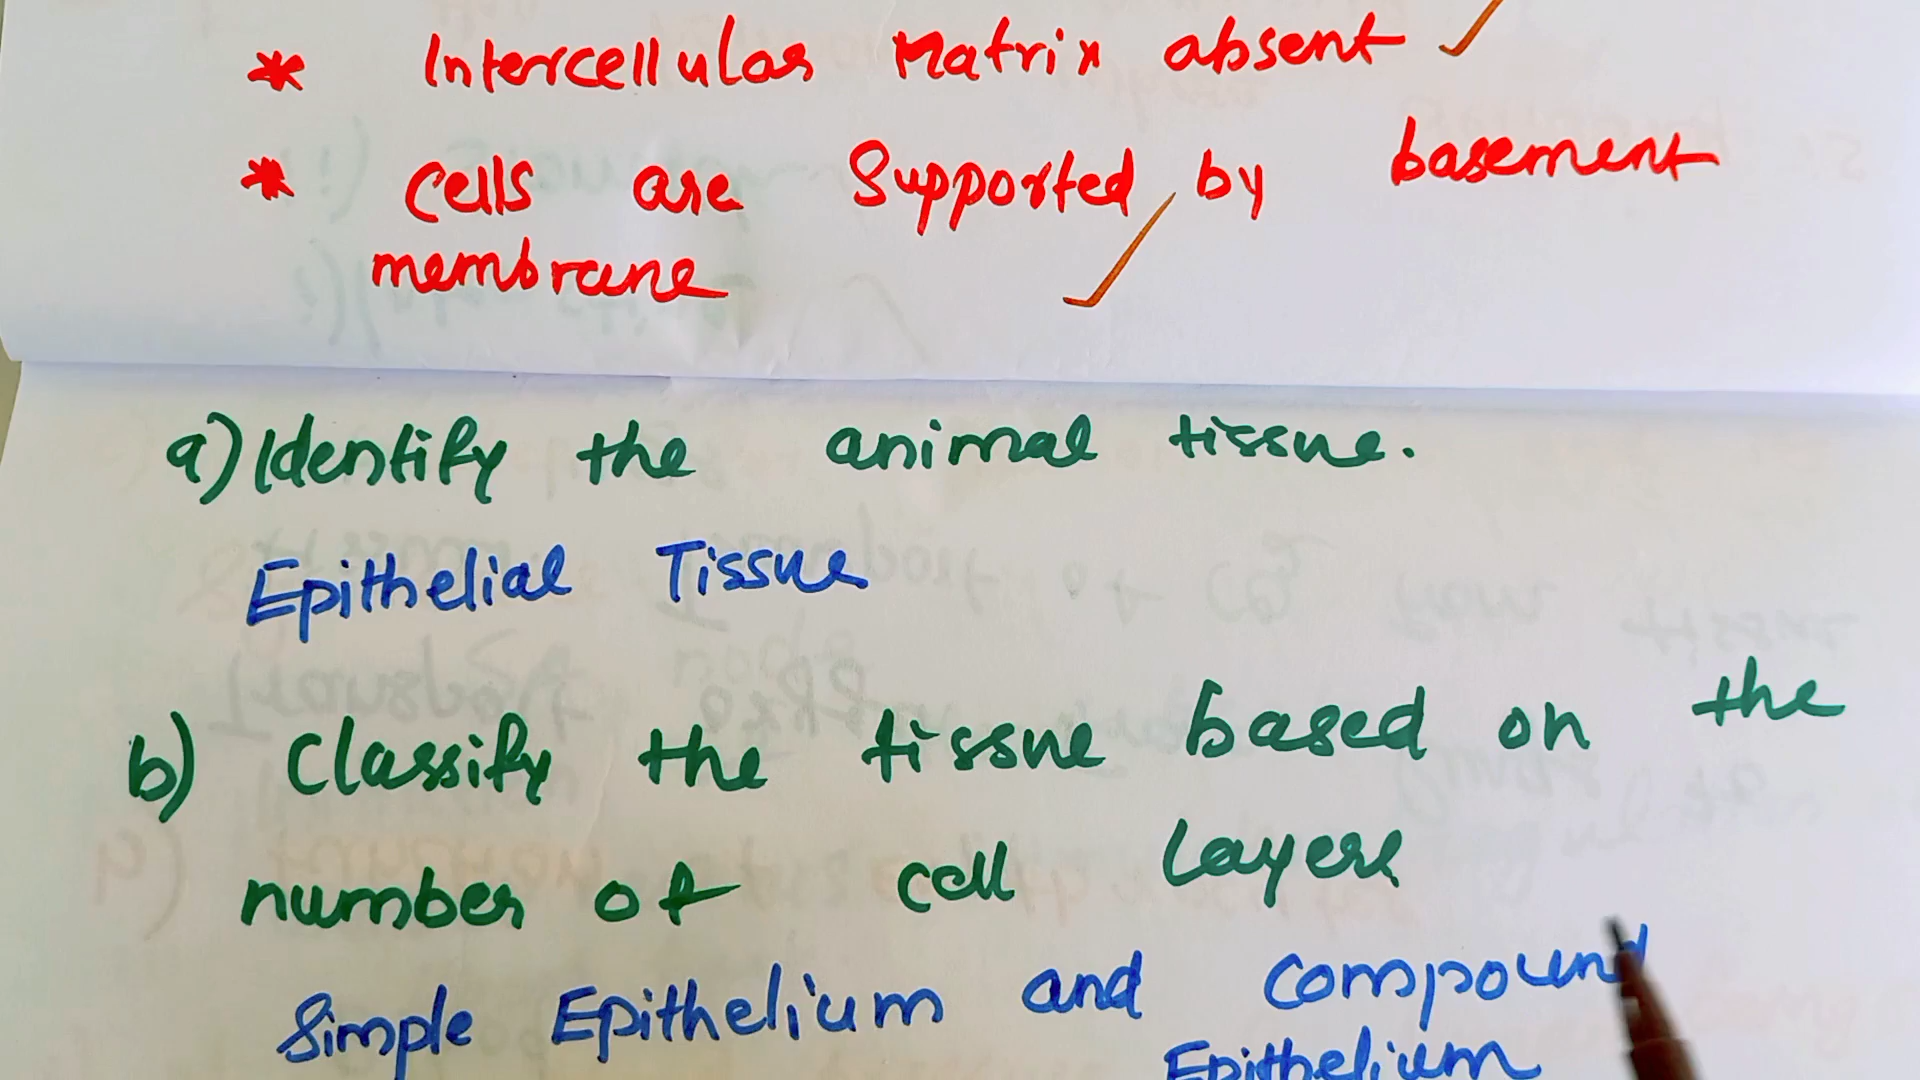 * Intercellular Matrix absent
* Cells are Supported by basement
membrane
a) Identify the animal tissue.
Epithelial Tissue
b) Classify the tissue based on the
number of cell Layers
Simple Epithelium and Compound
Epithelium